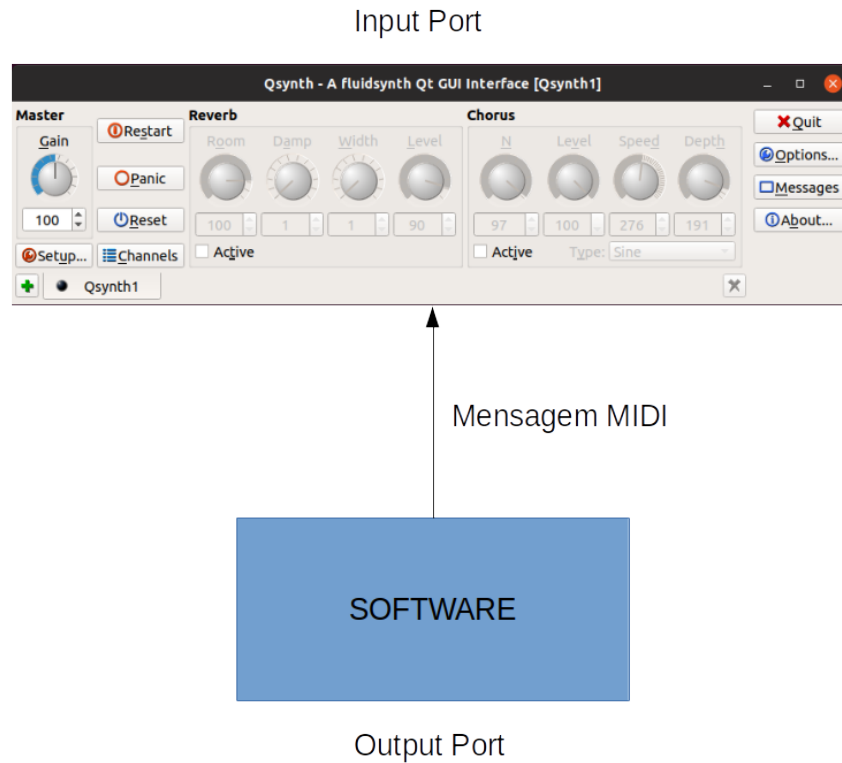 Input Port
Qsynth - A fluidsynth Qt GUI Interface [Qsynth1]
Master Reverb Chorus
Gain Restart Room Damp Width Level N Level Speed Depth Quit
Options...
Panic
Messages
100 Reset 100 1 1 90 97 100 276 191 About...
Setup... Channels Active Active Type: Sine
Qsynth1
Mensagem MIDI
SOFTWARE
Output Port